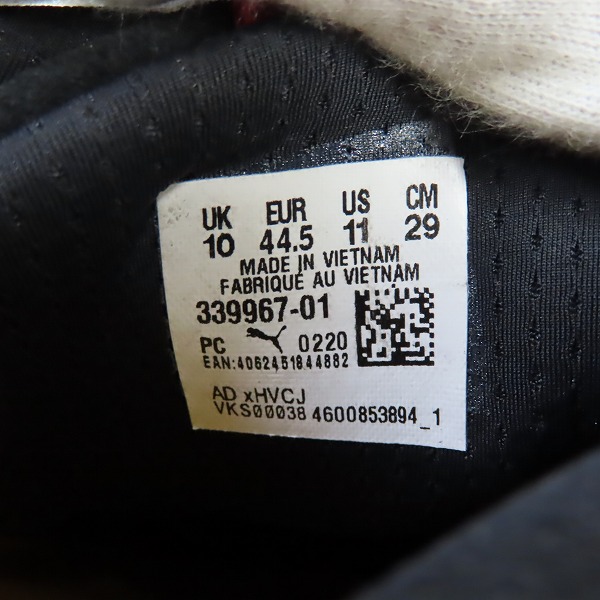 UK EUR US CM
10 44.5 11 29
MADE IN VIETNAM
FABRIQUÉ AU VIETNAM
339967-01
PC 0220
EAN:4062451844882
AD xHVCJ
VKS00038 4600853894_1